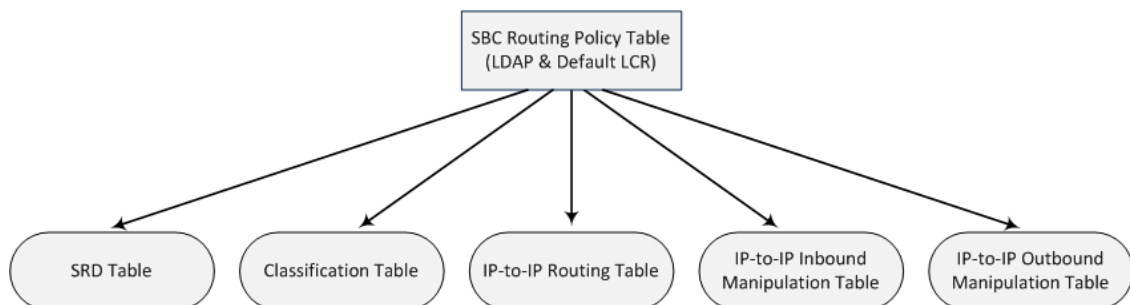 SBC Routing Policy Table
(LDAP & Default LCR)
SRD Table
Classification Table
IP-to-IP Routing Table
IP-to-IP Inbound
Manipulation Table
IP-to-IP Outbound
Manipulation Table